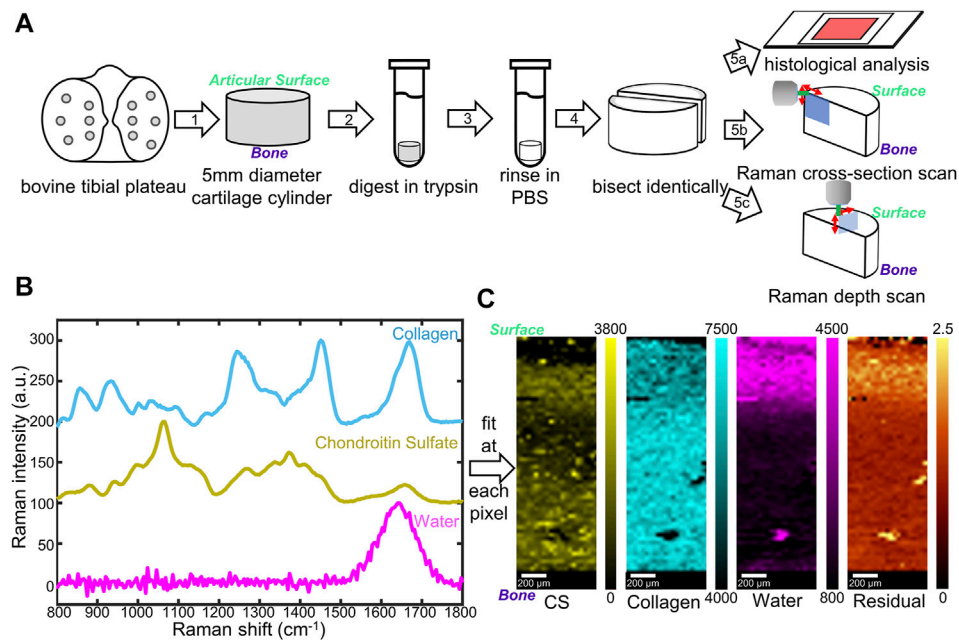 A
Articular Surface
Bone
1
2
3
4
5a
5b
5c
bovine tibial plateau
5mm diameter
cartilage cylinder
digest in trypsin
rinse in
PBS
bisect identically
histological analysis
Surface
Bone
Raman cross-section scan
Surface
Bone
Raman depth scan
B
Raman intensity (a.u.)
300
250
200
150
100
50
0
Collagen
Chondroitin Sulfate
Water
800 900 1000 1100 1200 1300 1400 1500 1600 1700 1800
Raman shift (cm-1)
fit
at
each
pixel
C
Surface
3800
7500
4500
2.5
200 µm
200 µm
200 µm
200 µm
Bone
CS
0
Collagen
4000
Water
800
Residual
0